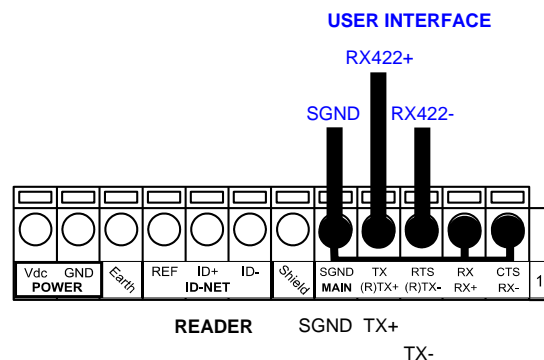 USER INTERFACE
RX422+
SGND RX422-
Vdc GND Earth REF ID+ ID- Shield SGND TX RTS RX CTS
POWER ID-NET MAIN (R)TX+ (R)TX- RX+ RX- 1
READER SGND TX+
TX-